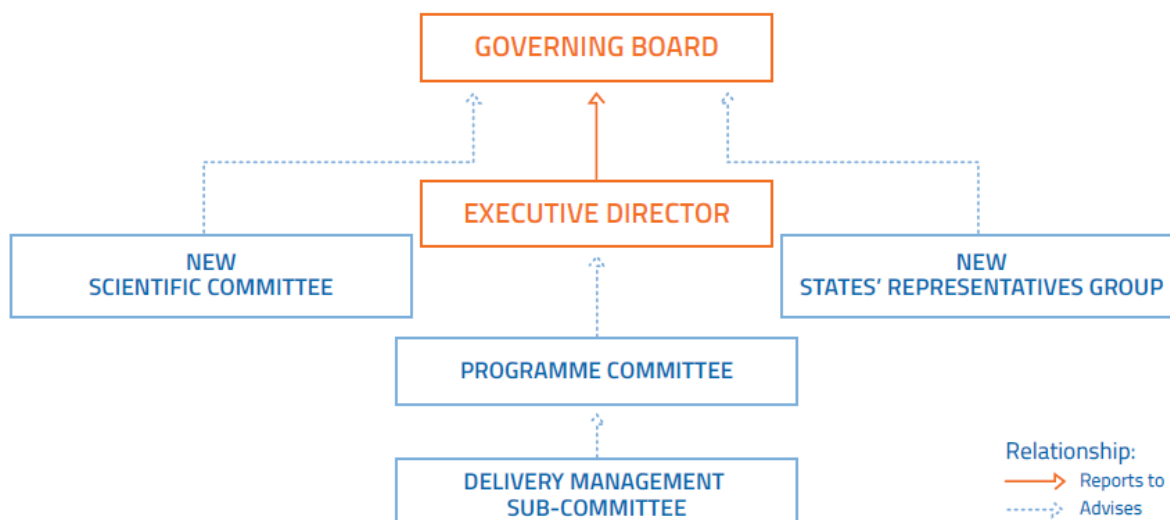 GOVERNING BOARD
EXECUTIVE DIRECTOR
NEW
SCIENTIFIC COMMITTEE
NEW
STATES’ REPRESENTATIVES GROUP
PROGRAMME COMMITTEE
DELIVERY MANAGEMENT
SUB-COMMITTEE
Relationship:
Reports to
Advises